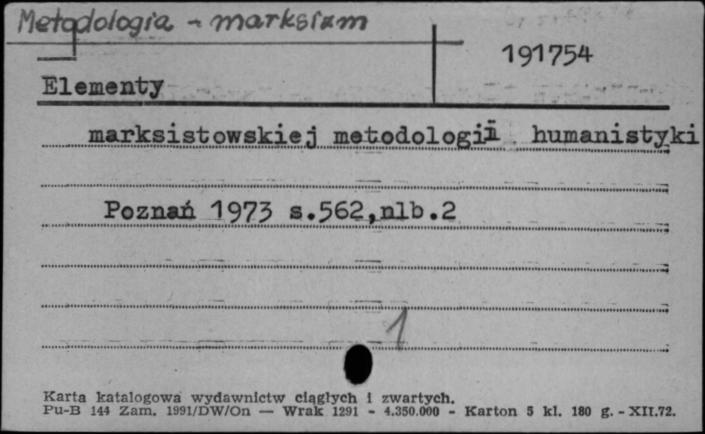 Metodologia - marksizm
191754
Elementy
marksistowskiej metodologii humanistyki
Poznań 1973 s.562,nlb.2
1
Karta katalogowa wydawnictw ciągłych i zwartych.
Pu-B 144 Zam. 1991/DW/On — Wrak 1291 - 4.350.000 - Karton 5 kl. 180 g. - XII.72.